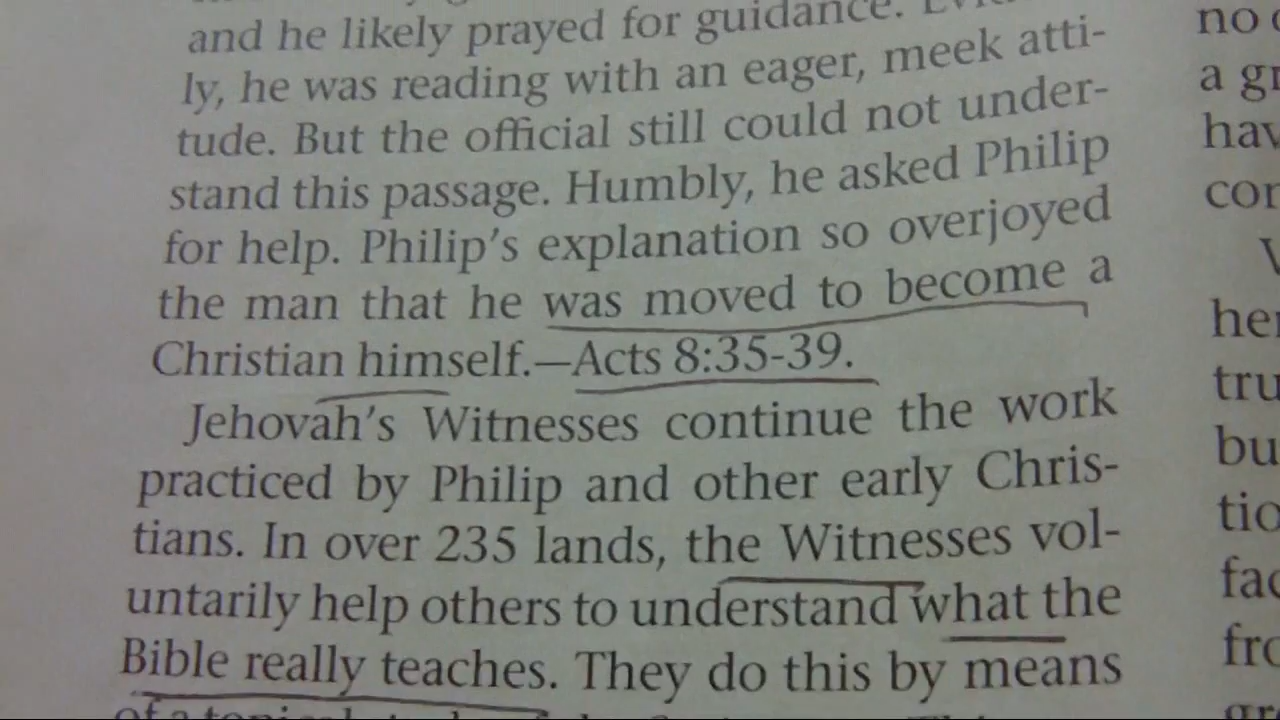 and he likely prayed for guidance.
ly, he was reading with an eager, meek atti-
tude. But the official still could not under-
stand this passage. Humbly, he asked Philip
for help. Philip's explanation so overjoyed
the man that he was moved to become a
Christian himself.—Acts 8:35-39.
Jehovah's Witnesses continue the work
practiced by Philip and other early Chris-
tians. In over 235 lands, the Witnesses vol-
untarily help others to understand what the
Bible really teaches. They do this by means
of a
no
a